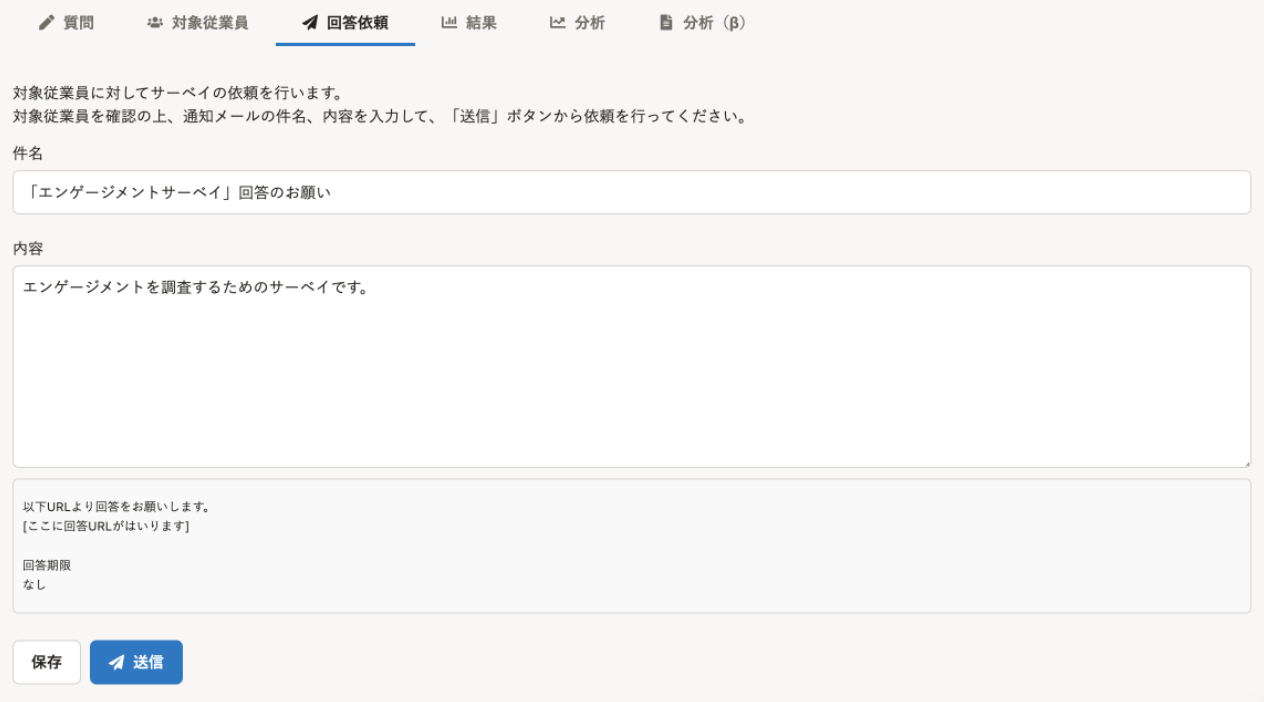 質問 対象従業員 回答依頼 結果 分析 分析（β）
対象従業員に対してサーベイの依頼を行います。
対象従業員を確認の上、通知メールの件名、内容を入力して、「送信」ボタンから依頼を行ってください。
件名
「エンゲージメントサーベイ」回答のお願い
内容
エンゲージメントを調査するためのサーベイです。
以下URLより回答をお願いします。
[ここに回答URLがはいります]
回答期限
なし
保存 送信